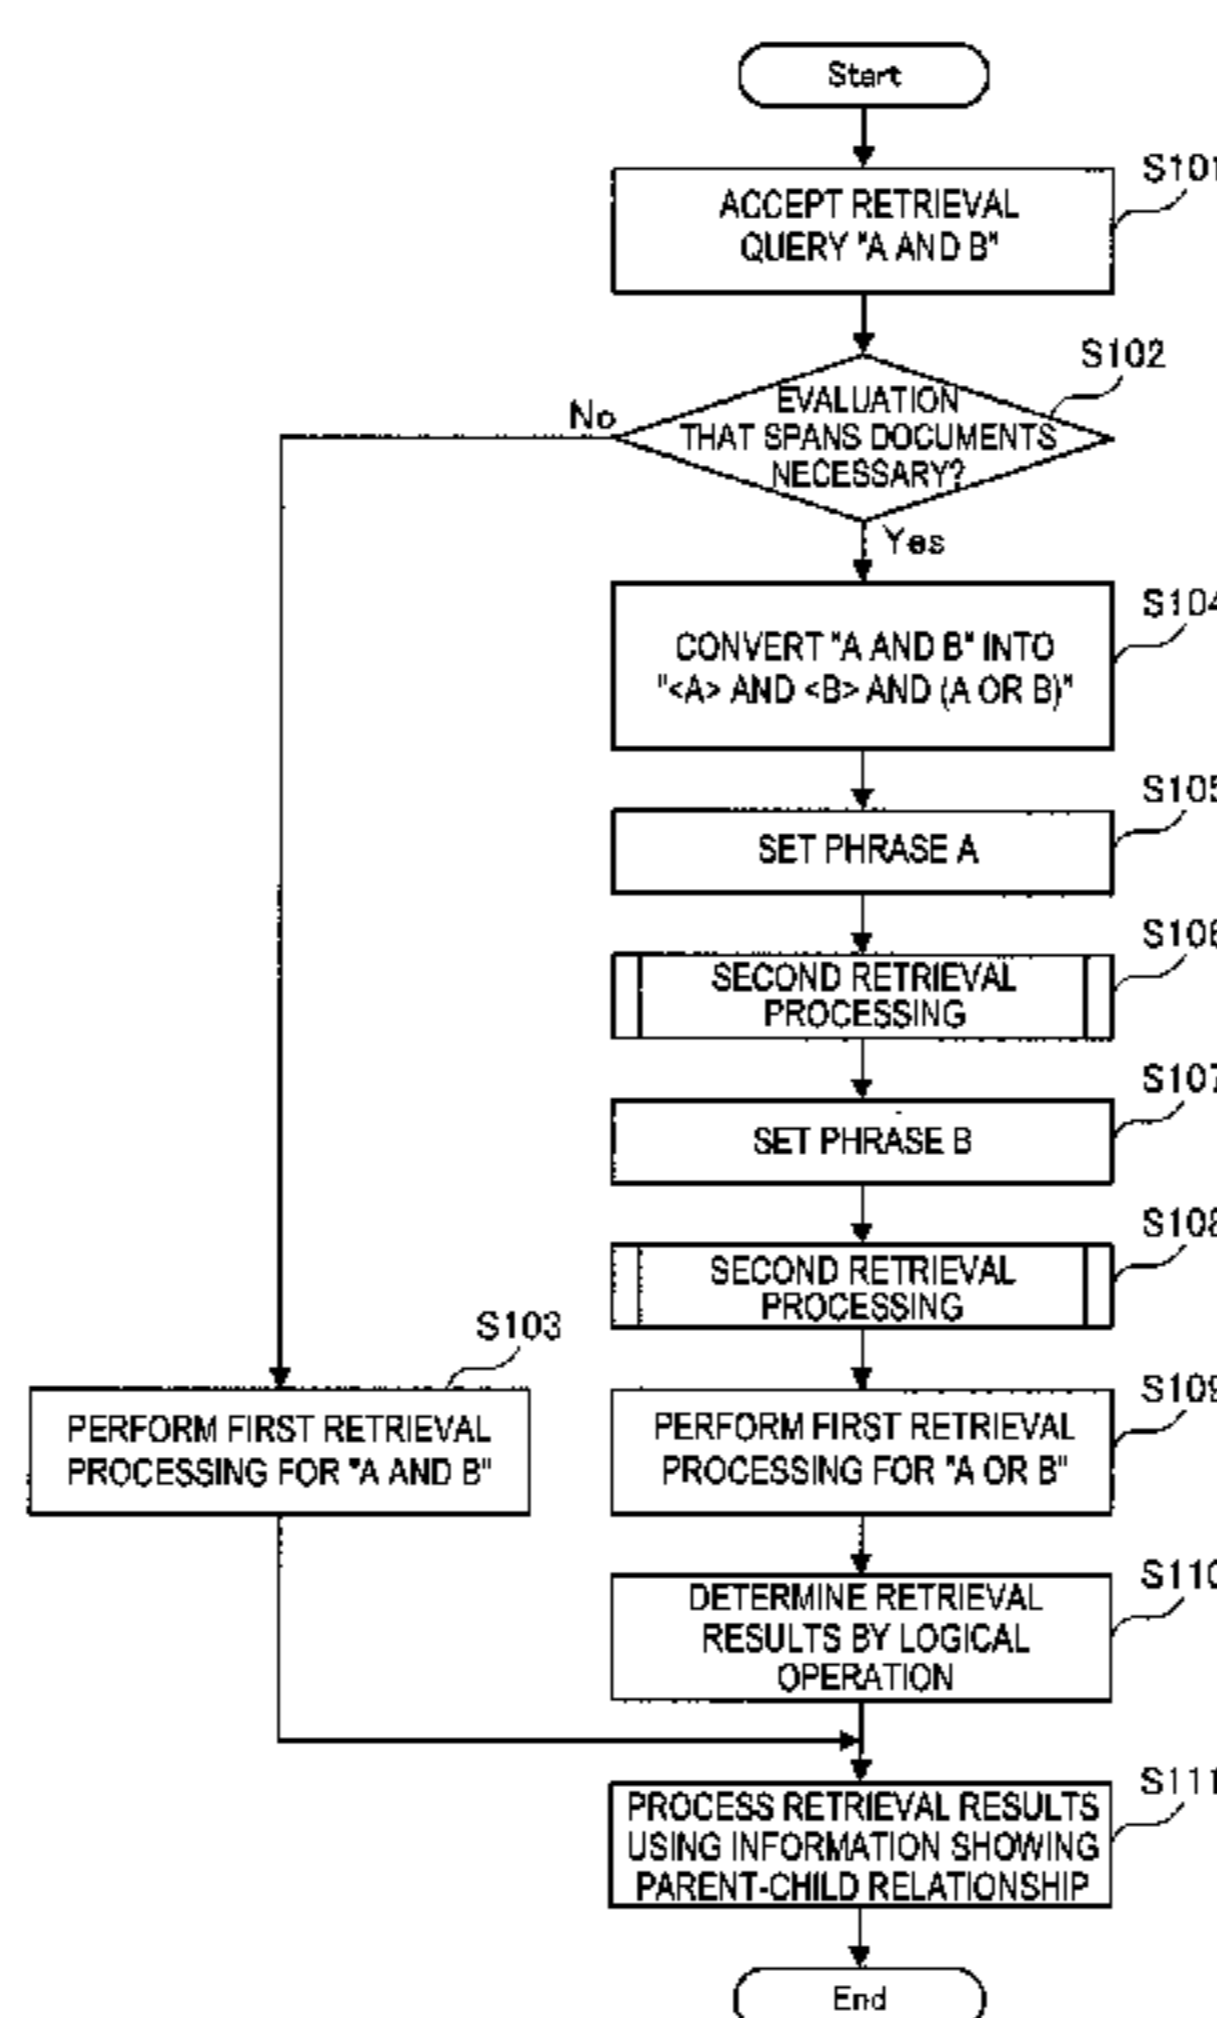 Start
S101
ACCEPT RETRIEVAL
QUERY "A AND B"
S102
EVALUATION
THAT SPANS DOCUMENTS
NECESSARY?
No
Yes
S104
CONVERT "A AND B" INTO
"<A> AND <B> AND (A OR B)"
S105
SET PHRASE A
S106
SECOND RETRIEVAL
PROCESSING
S107
SET PHRASE B
S108
SECOND RETRIEVAL
PROCESSING
S103
PERFORM FIRST RETRIEVAL
PROCESSING FOR "A AND B"
S109
PERFORM FIRST RETRIEVAL
PROCESSING FOR "A OR B"
S110
DETERMINE RETRIEVAL
RESULTS BY LOGICAL
OPERATION
S111
PROCESS RETRIEVAL RESULTS
USING INFORMATION SHOWING
PARENT-CHILD RELATIONSHIP
End